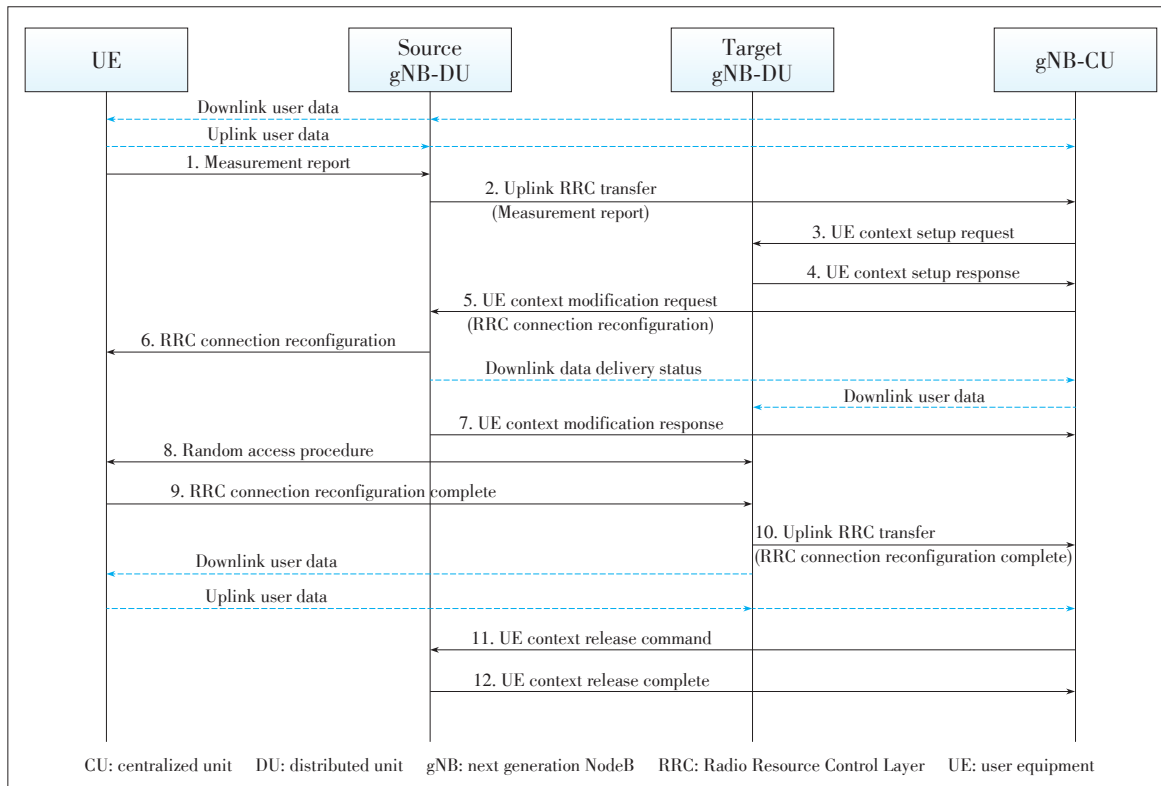 UE
Source
gNB-DU
Target
gNB-DU
gNB-CU
Downlink user data
Uplink user data
1. Measurement report
2. Uplink RRC transfer
(Measurement report)
3. UE context setup request
4. UE context setup response
5. UE context modification request
(RRC connection reconfiguration)
6. RRC connection reconfiguration
Downlink data delivery status
Downlink user data
7. UE context modification response
8. Random access procedure
9. RRC connection reconfiguration complete
10. Uplink RRC transfer
(RRC connection reconfiguration complete)
Downlink user data
Uplink user data
11. UE context release command
12. UE context release complete
CU: centralized unit DU: distributed unit gNB: next generation NodeB RRC: Radio Resource Control Layer UE: user equipment